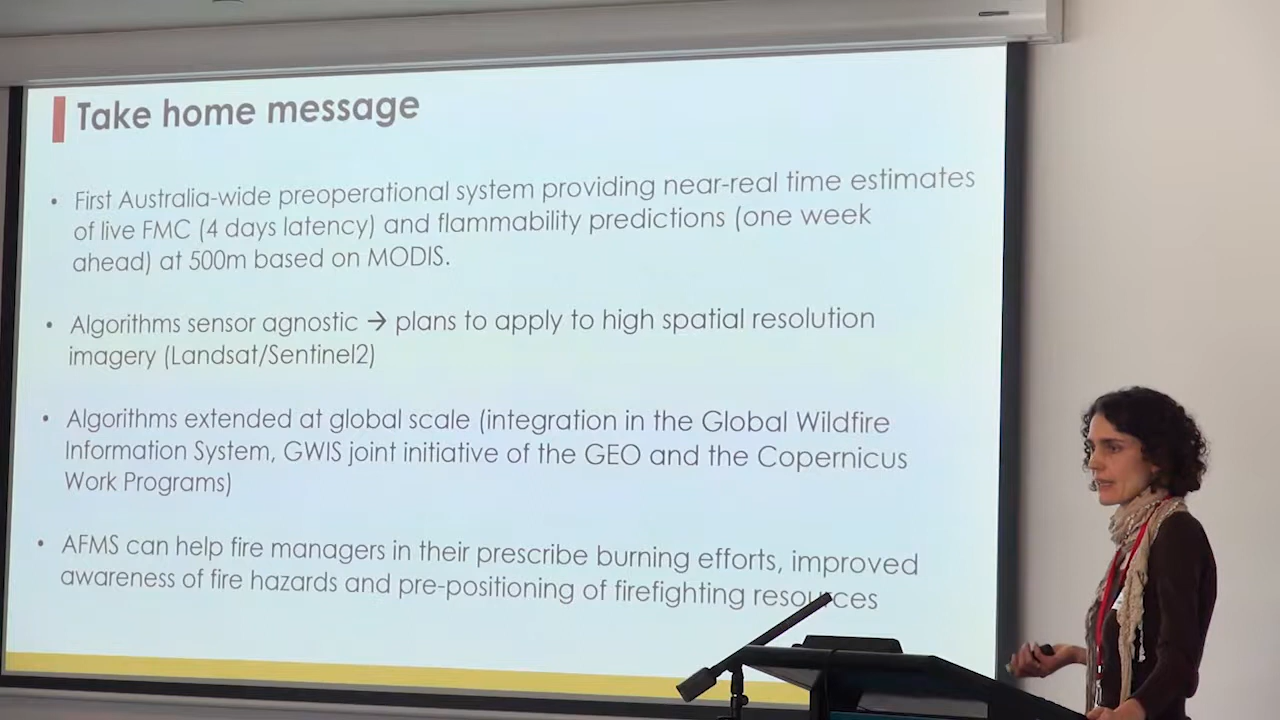 Take home message
• First Australia-wide preoperational system providing near-real time estimates
of live FMC (4 days latency) and flammability predictions (one week
ahead) at 500m based on MODIS.
• Algorithms sensor agnostic → plans to apply to high spatial resolution
imagery (Landsat/Sentinel2)
• Algorithms extended at global scale (integration in the Global Wildfire
Information System, GWIS joint initiative of the GEO and the Copernicus
Work Programs)
• AFMS can help fire managers in their prescribe burning efforts, improved
awareness of fire hazards and pre-positioning of firefighting resources